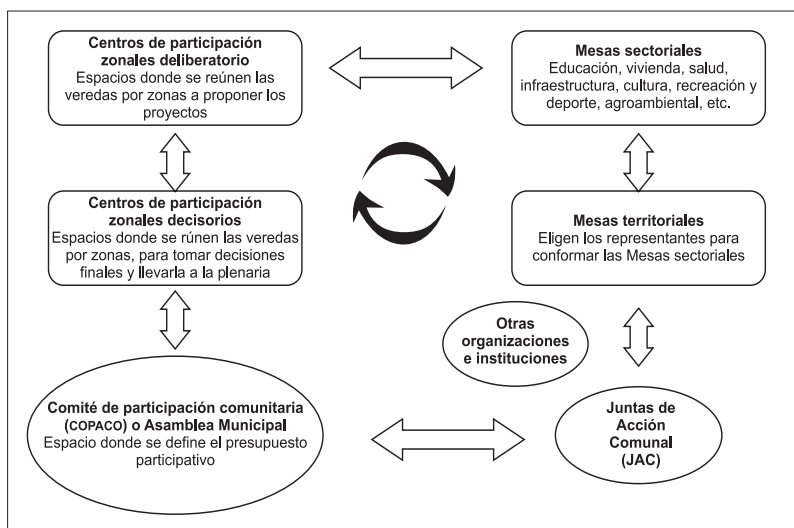 Centros de participación
zonales deliberatorio
Espacios donde se reúnen las
veredas por zonas a proponer los
proyectos
Mesas sectoriales
Educación, vivienda, salud,
infraestructura, cultura, recreación y
deporte, agroambiental, etc.
Centros de participación
zonales decisorios
Espacios donde se rúnen las veredas
por zonas, para tomar decisiones
finales y llevarla a la plenaria
Mesas territoriales
Eligen los representantes para
conformar las Mesas sectoriales
Otras
organizaciones
e instituciones
Comité de participación comunitaria
(COPACO) o Asamblea Municipal
Espacio donde se define el presupuesto
participativo
Juntas de
Acción
Comunal
(JAC)